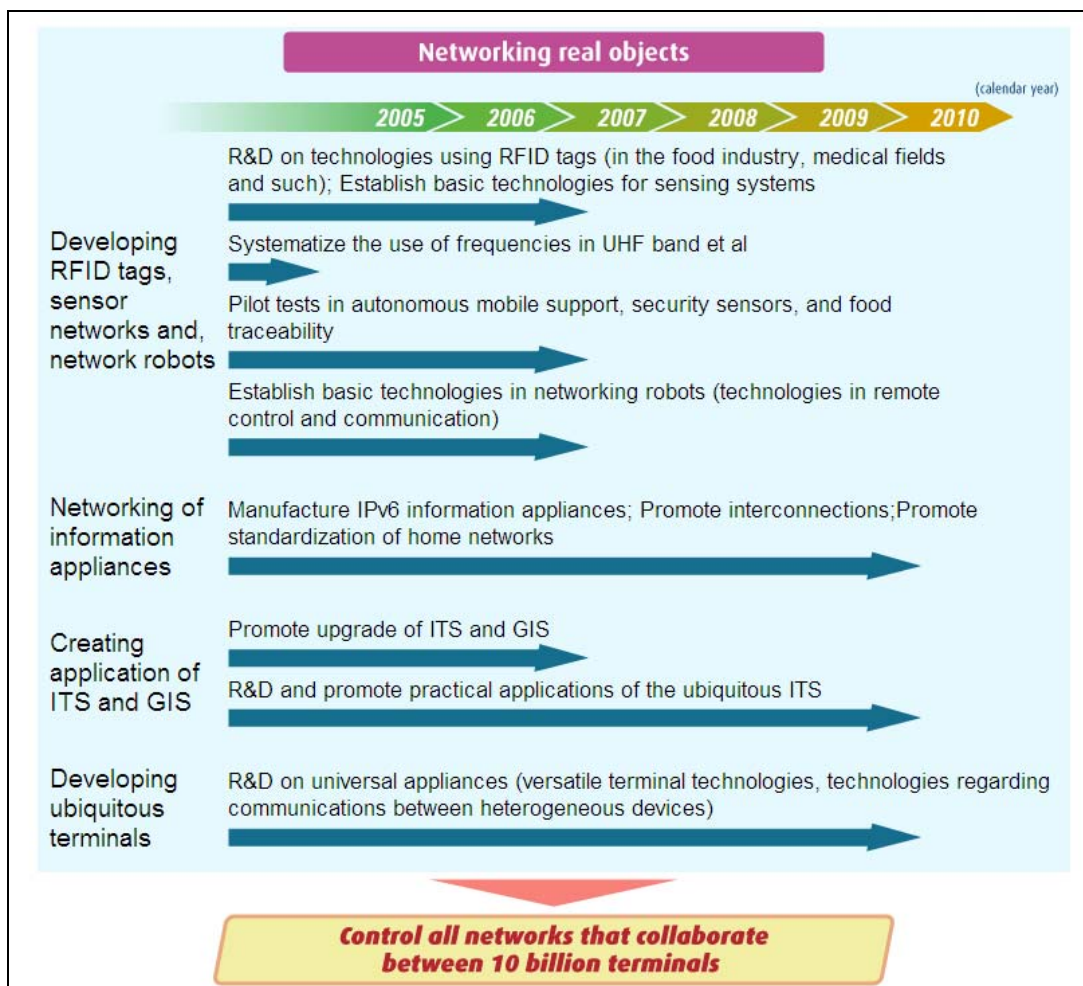 Networking real objects
(calendar year)
2005 2006 2007 2008 2009 2010
Developing
RFID tags,
sensor
networks and,
network robots
R&D on technologies using RFID tags (in the food industry, medical fields
and such); Establish basic technologies for sensing systems
Systematize the use of frequencies in UHF band et al
Pilot tests in autonomous mobile support, security sensors, and food
traceability
Establish basic technologies in networking robots (technologies in remote
control and communication)
Networking of
information
appliances
Manufacture IPv6 information appliances; Promote interconnections;Promote
standardization of home networks
Creating
application of
ITS and GIS
Promote upgrade of ITS and GIS
R&D and promote practical applications of the ubiquitous ITS
Developing
ubiquitous
terminals
R&D on universal appliances (versatile terminal technologies, technologies regarding
communications between heterogeneous devices)
Control all networks that collaborate
between 10 billion terminals